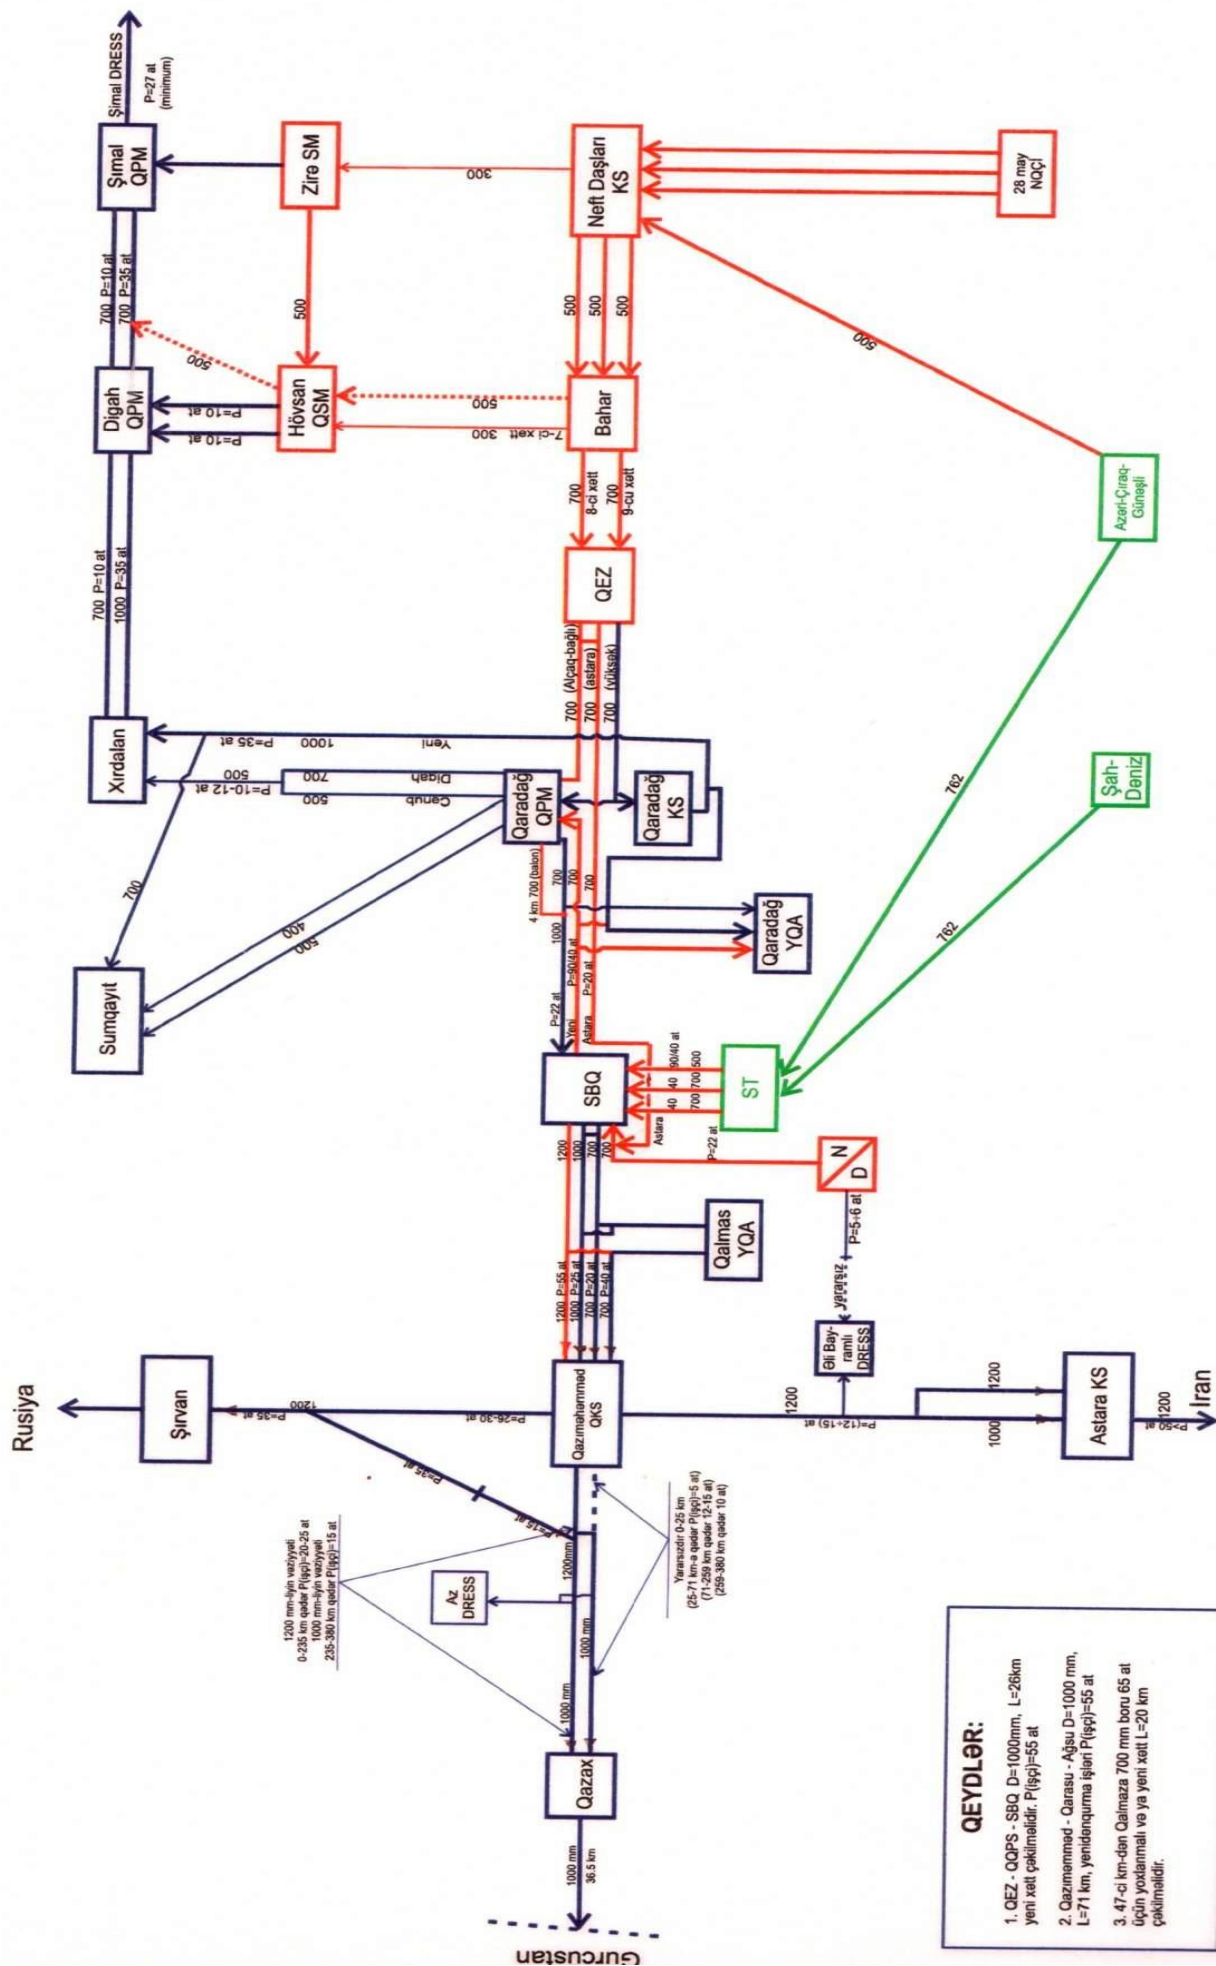 Rusiya
Şirvan
1200
P=35 at
P=26-30 at
P=35 at
P=15 at
1200 mm-liyin vəziyyəti
0-235 km qədər P(işçi)=20-25 at
1000 mm-liyin vəziyyəti
235-380 km qədər P(işçi)=15 at
Az
DRESS
1200mm
1000 mm
1000 mm
Qazax
1000 mm
36.5 km
Gürcüstan
Yararsızdır 0-25 km
(25-71 km-ə qədər P(işçi)=5 at)
(71-259 km qədər 12-15 at)
(259-380 km qədər 10 at)
Qazıməhəmməd
QKS
1200
P=(12÷15) at
1000
1200
Astara KS
1200
P>50 at
İran
Əli Bay-
ramlı
DRESS
yararsız
P=5÷6 at
N
D
P=22 at
Qalmas
YQA
1200 P=55 at
1000 P=25 at
700 P=20 at
700 P=40 at
1200
1000
700
700
SBQ
Astara
40
40
90/40 at
700
700
500
ST
762
762
Şah-
Dəniz
Azəri-Çıraq-
Günəşli
500
Sumqayıt
700
400
500
P=22 at
Yeni
Astara
P=90/40 at
P=20 at
1000
4 km 700 (balon)
700
700
700
Qaradağ
YQA
Qaradağ
QPM
Qaradağ
KS
Xırdalan
P=10-12 at
500
P=35 at
1000
Yeni
700
Digah
500
Cənub
700 (Alçaq-bağlı)
700 (astara)
700 (yüksək)
QEZ
700
8-ci xətt
700
9-cu xətt
Bahar
7-ci xətt 300
500
500
500
500
Neft Daşları
KS
300
28 may
NQÇİ
Zirə SM
500
Hövsan
QSM
500
P=10 at
P=10 at
Digah
QPM
700 P=10 at
1000 P=35 at
700 P=10 at
700 P=35 at
Şimal
QPM
Şimal DRESS
P=27 at
(minimum)
QEYDLƏR:
1. QEZ - QQPS - SBQ D=1000mm, L=26km
yeni xətt çəkilməlidir. P(işçi)=55 at
2. Qazıməmməd - Qarasu - Ağsu D=1000 mm,
L=71 km, yenidənqurma işləri P(işçi)=55 at
3. 47-ci km-dən Qalmaza 700 mm boru 65 at
üçün yoxlanmalı və ya yeni xətt L=20 km
çəkilməlidir.